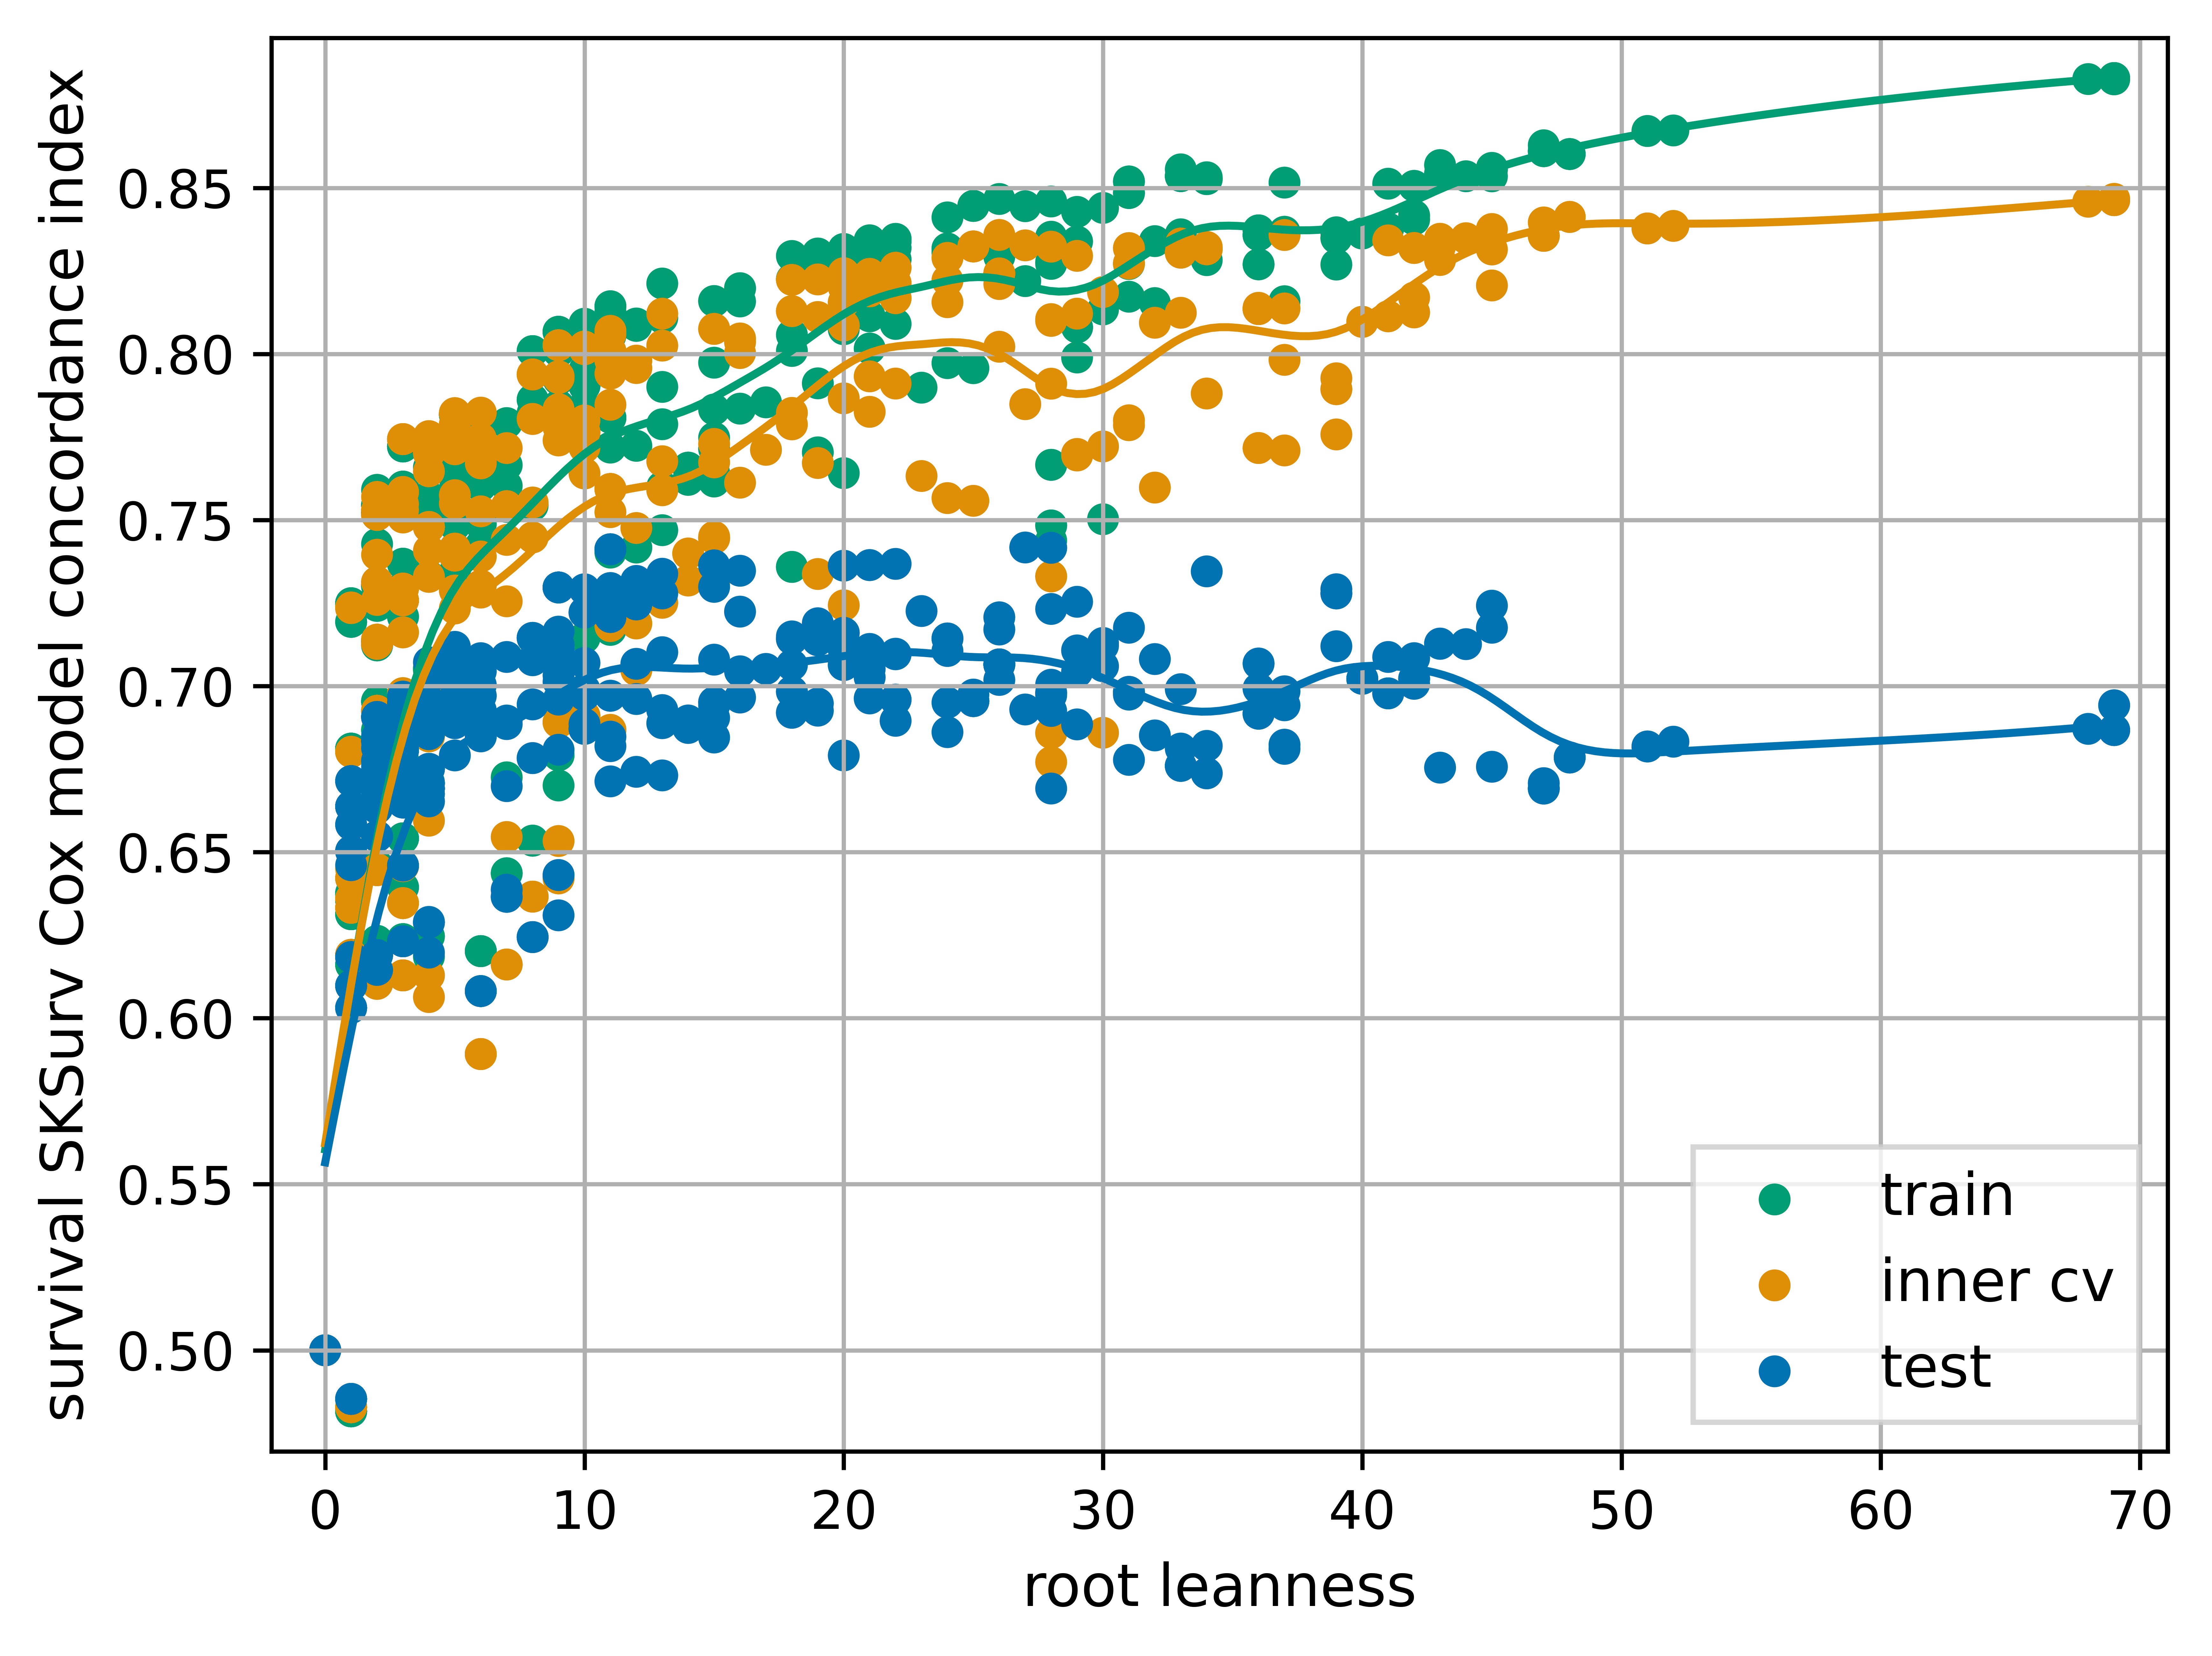 survival SKSurv Cox model concordance index
0.85
0.80
0.75
0.70
0.65
0.60
0.55
0.50
0 10 20 30 40 50 60 70
root leanness
train
inner cv
test